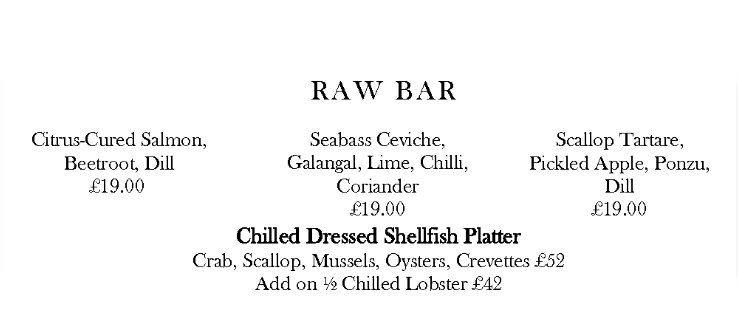 RAW BAR
Citrus-Cured Salmon,
Beetroot, Dill
£19.00
Seabass Ceviche,
Galangal, Lime, Chilli,
Coriander
£19.00
Scallop Tartare,
Pickled Apple, Ponzu,
Dill
£19.00
Chilled Dressed Shellfish Platter
Crab, Scallop, Mussels, Oysters, Crevettes £52
Add on ½ Chilled Lobster £42